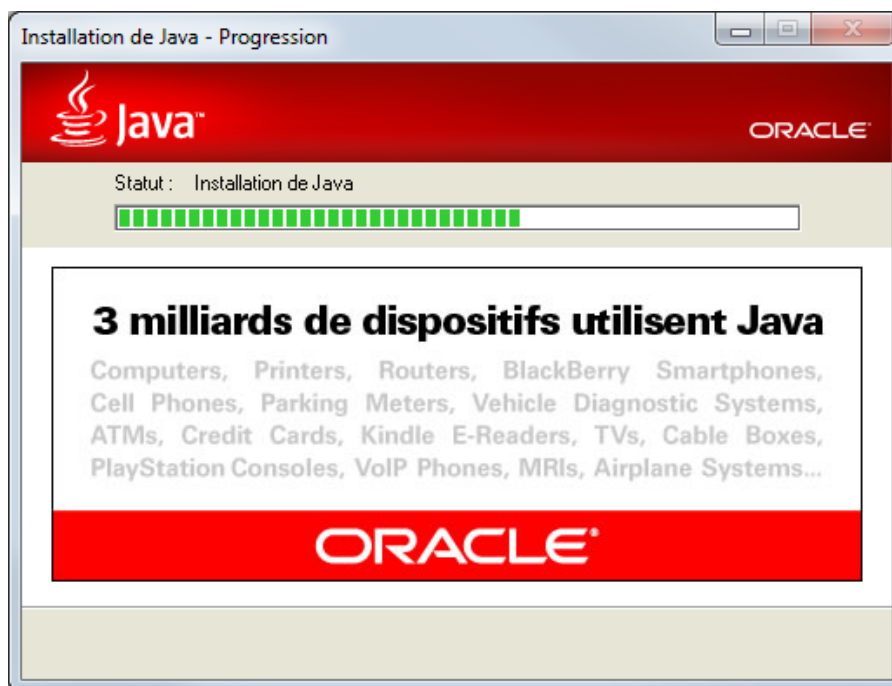 Installation de Java - Progression
Java™
ORACLE®
Statut : Installation de Java
3 milliards de dispositifs utilisent Java
Computers, Printers, Routers, BlackBerry Smartphones,
Cell Phones, Parking Meters, Vehicle Diagnostic Systems,
ATMs, Credit Cards, Kindle E-Readers, TVs, Cable Boxes,
PlayStation Consoles, VoIP Phones, MRIs, Airplane Systems...
ORACLE®